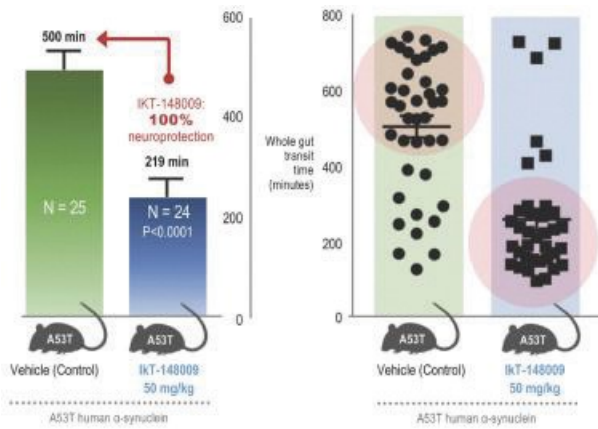 500 min
IKT-148009:
100%
neuroprotection
219 min
N = 25
N = 24
P<0.0001
600
400
200
0
A53T
A53T
Vehicle (Control)
IkT-148009
50 mg/kg
A53T human α-synuclein
Whole gut
transit
time
(minutes)
800
600
400
200
0
A53T
A53T
Vehicle (Control)
IkT-148009
50 mg/kg
A53T human α-synuclein